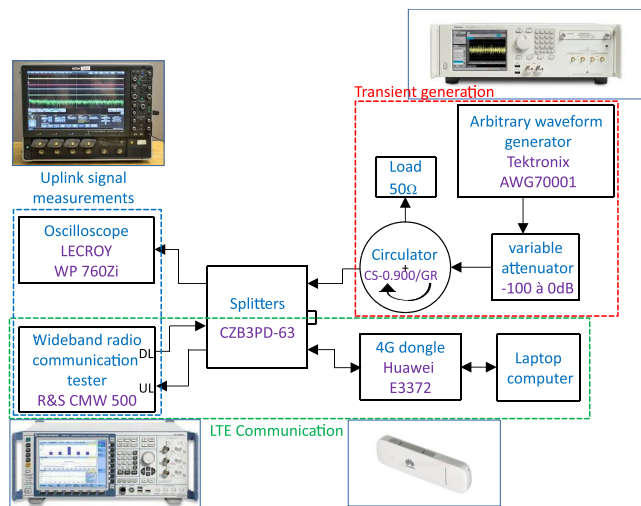 Transient generation
Uplink signal
measurements
Arbitrary waveform
generator
Tektronix
AWG70001
Load
50Ω
Oscilloscope
LECROY
WP 760Zi
Circulator
+
CS-0.900/GR
variable
attenuator
-100 à 0dB
Splitters
CZB3PD-63
Wideband radio
communication
tester
R&S CMW 500
DL
UL
4G dongle
Huawei
E3372
Laptop
computer
LTE Communication